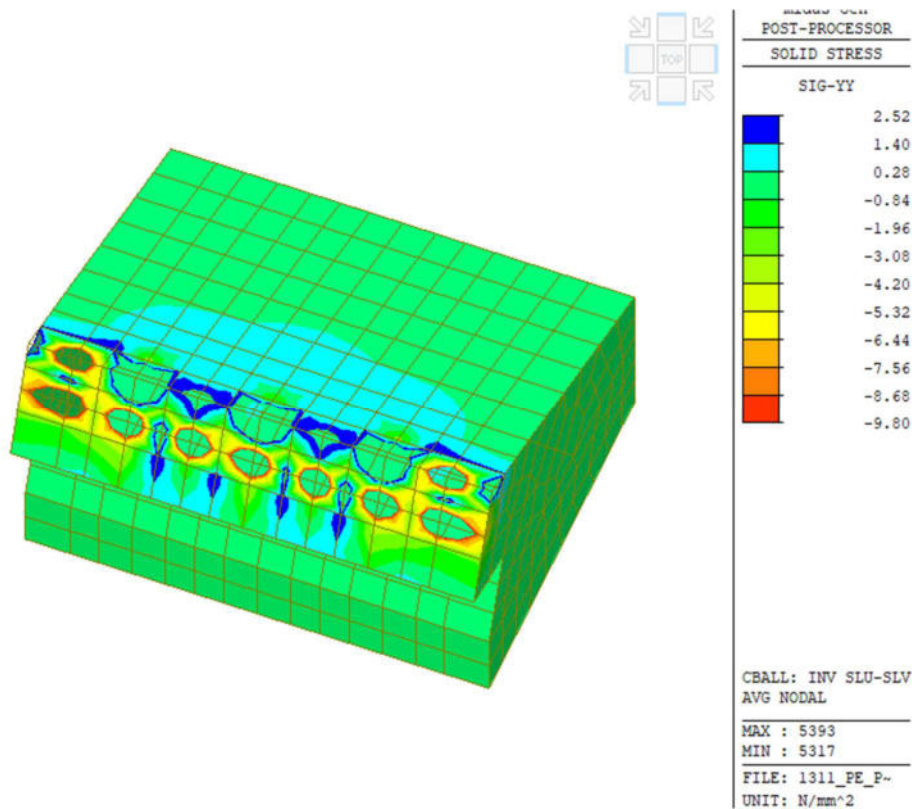 TOP
midas Gen
POST-PROCESSOR
SOLID STRESS
SIG-YY
2.52
1.40
0.28
-0.84
-1.96
-3.08
-4.20
-5.32
-6.44
-7.56
-8.68
-9.80
CBALL: INV SLU-SLV
AVG NODAL
MAX : 5393
MIN : 5317
FILE: 1311_PE_P~
UNIT: N/mm^2